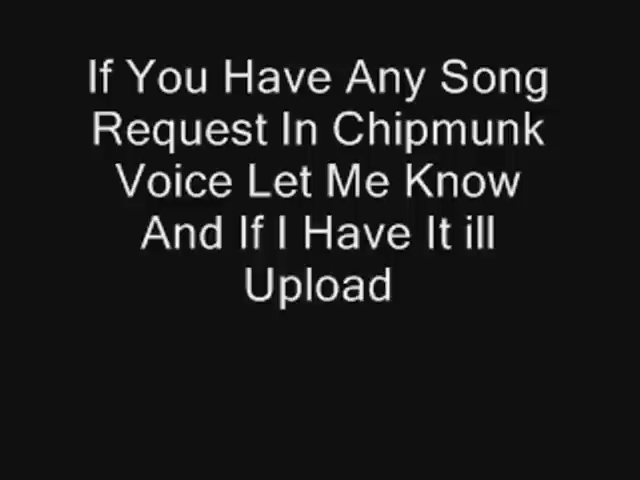 If You Have Any Song
Request In Chipmunk
Voice Let Me Know
And If I Have It ill
Upload